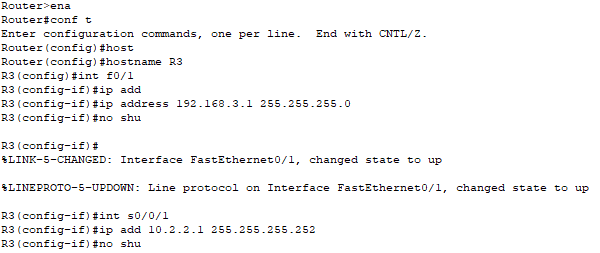 Router>ena
Router#conf t
Enter configuration commands, one per line.  End with CNTL/Z.
Router(config)#host
Router(config)#hostname R3
R3(config)#int f0/1
R3(config-if)#ip add
R3(config-if)#ip address 192.168.3.1 255.255.255.0
R3(config-if)#no shu
R3(config-if)#
%LINK-5-CHANGED: Interface FastEthernet0/1, changed state to up
%LINEPROTO-5-UPDOWN: Line protocol on Interface FastEthernet0/1, changed state to up
R3(config-if)#int s0/0/1
R3(config-if)#ip add 10.2.2.1 255.255.255.252
R3(config-if)#no shu